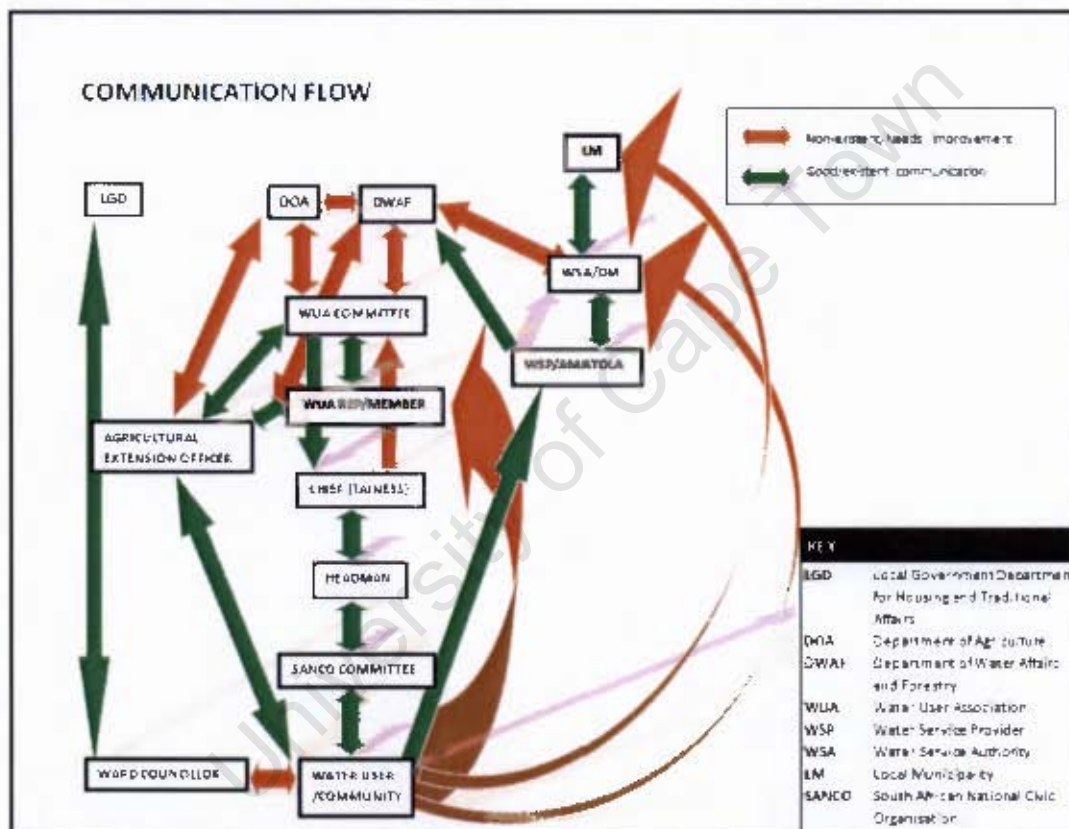 COMMUNICATION FLOW
Non-existent/Needs improvement
Good/existent communication
LM
LGD
DOA
DWAF
WSA/DM
WUA COMMITTEE
WSP/AMATOLA
WUA REP/MEMBER
AGRICULTURAL
EXTENSION OFFICER
HEADMAN
SANCO COMMITTEE
WARD COUNCILLOR
WATER USER
/COMMUNITY
KEY
LGD Local Government Departmen
for Housing and Traditional
Affairs
DOA Department of Agriculture
DWAF Department of Water Affairs
and Forestry
WUA Water User Association
WSP Water Service Provider
WSA Water Service Authority
LM Local Municipality
SANCO South African National Civic
Organisation
University of Cape Town